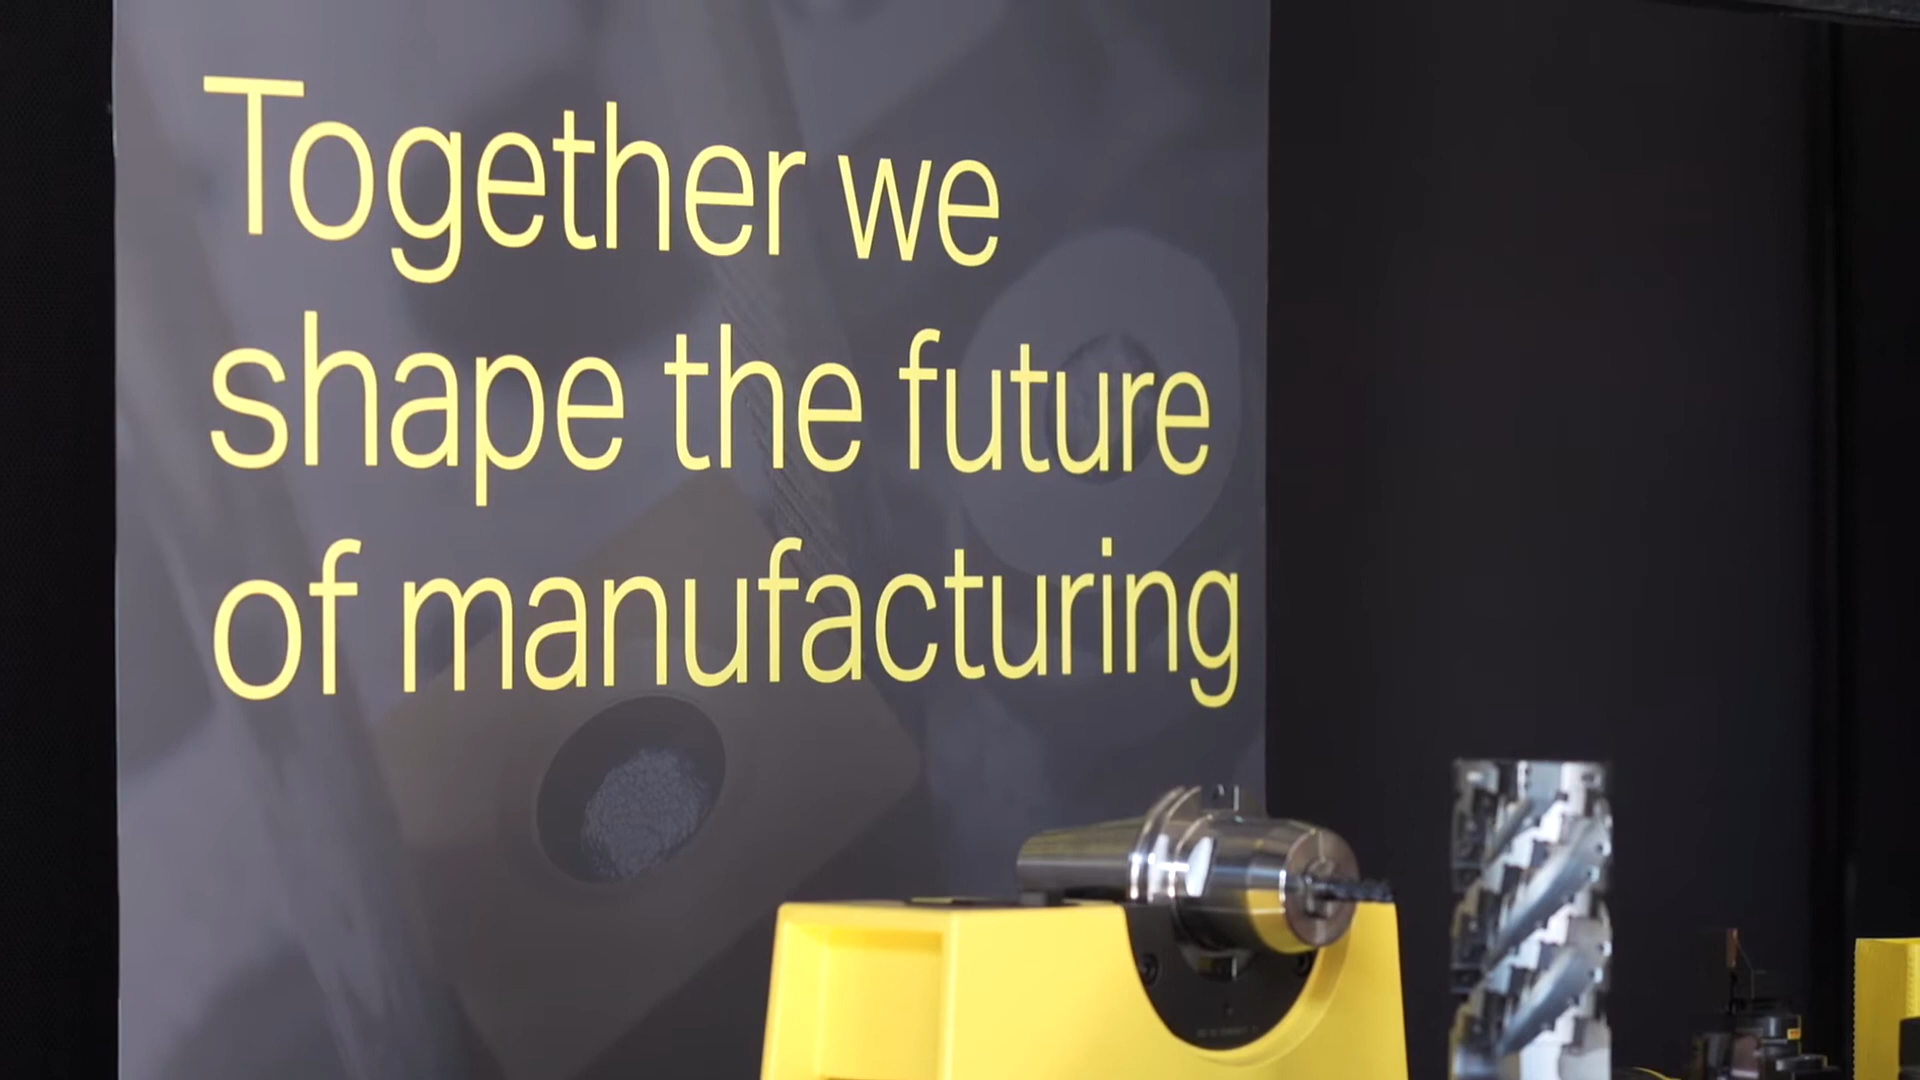 Together we
shape the future
of manufacturing